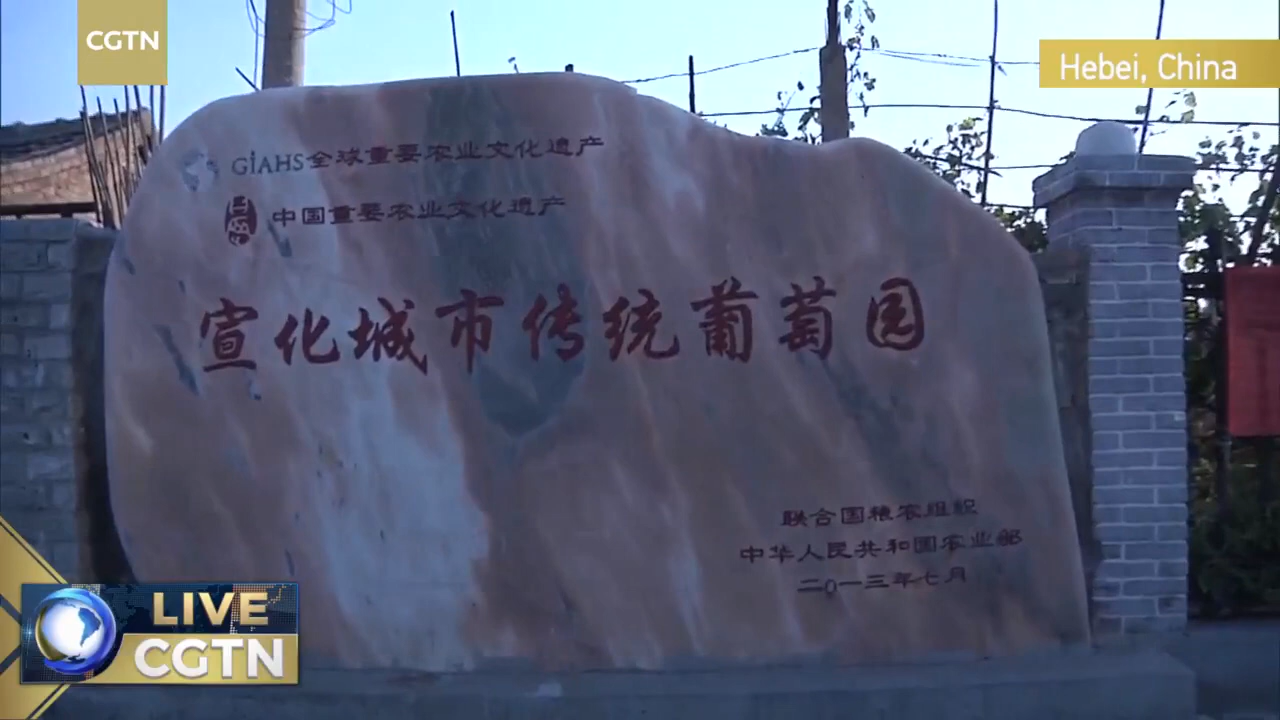 CGTN
Hebei, China
GIAHS全球重要农业文化遗产
中国重要农业文化遗产
宣化城市传统葡萄园
联合国粮农组织
中华人民共和国农业部
二0一三年七月
LIVE
CGTN